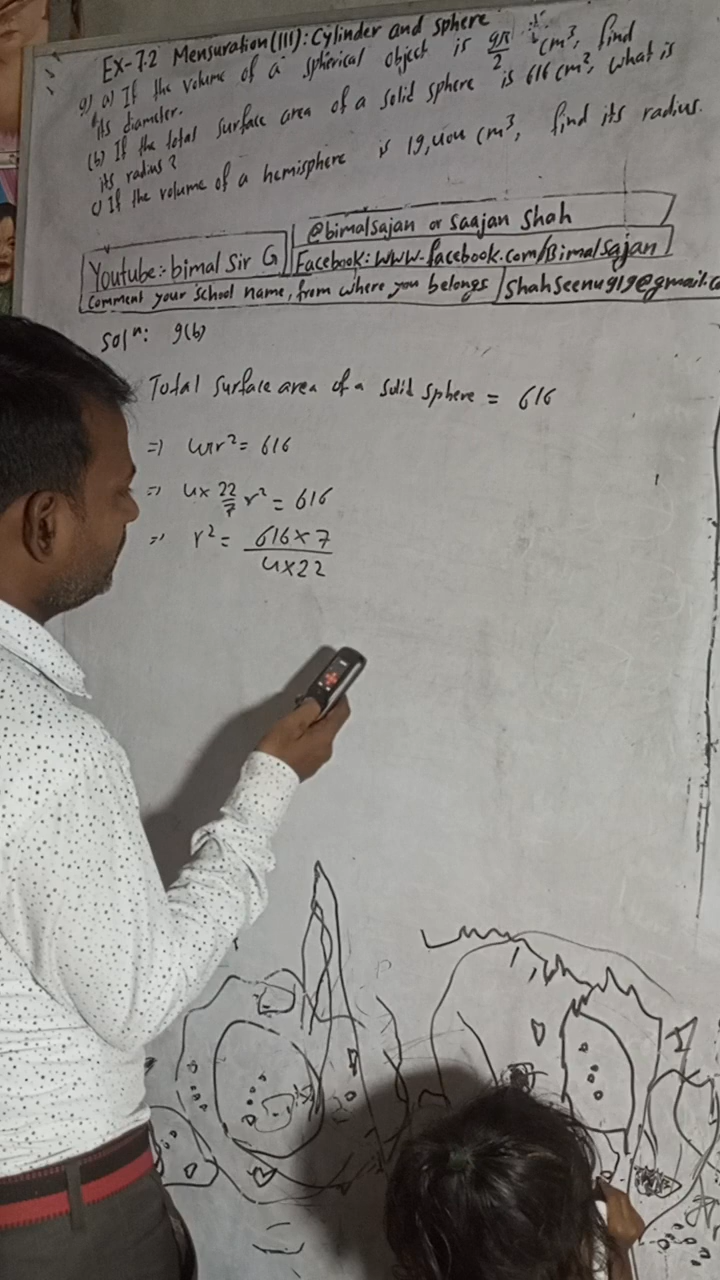 Ex-7.2 Mensuration(III): Cylinder and sphere
9) a) If the volume of a spherical object is 9π/2 cm³, find
its diameter.
(b) If the total surface area of a solid sphere is 616 cm², what is
its radius?
c) If the volume of a hemisphere is 19,404 cm³, find its radius.
@bimalsajan or Saajan Shah
Youtube:- bimal Sir G
Facebook: www.facebook.com/Bimalsajan
Comment your school name, from where you belongs / shahseenu919@gmail.co
Solⁿ: 9(b)
Total surface area of a solid sphere = 616
=) 4πr² = 616
=) 4× 22/7 r² = 616
=) r² = 616×7 / 4×22